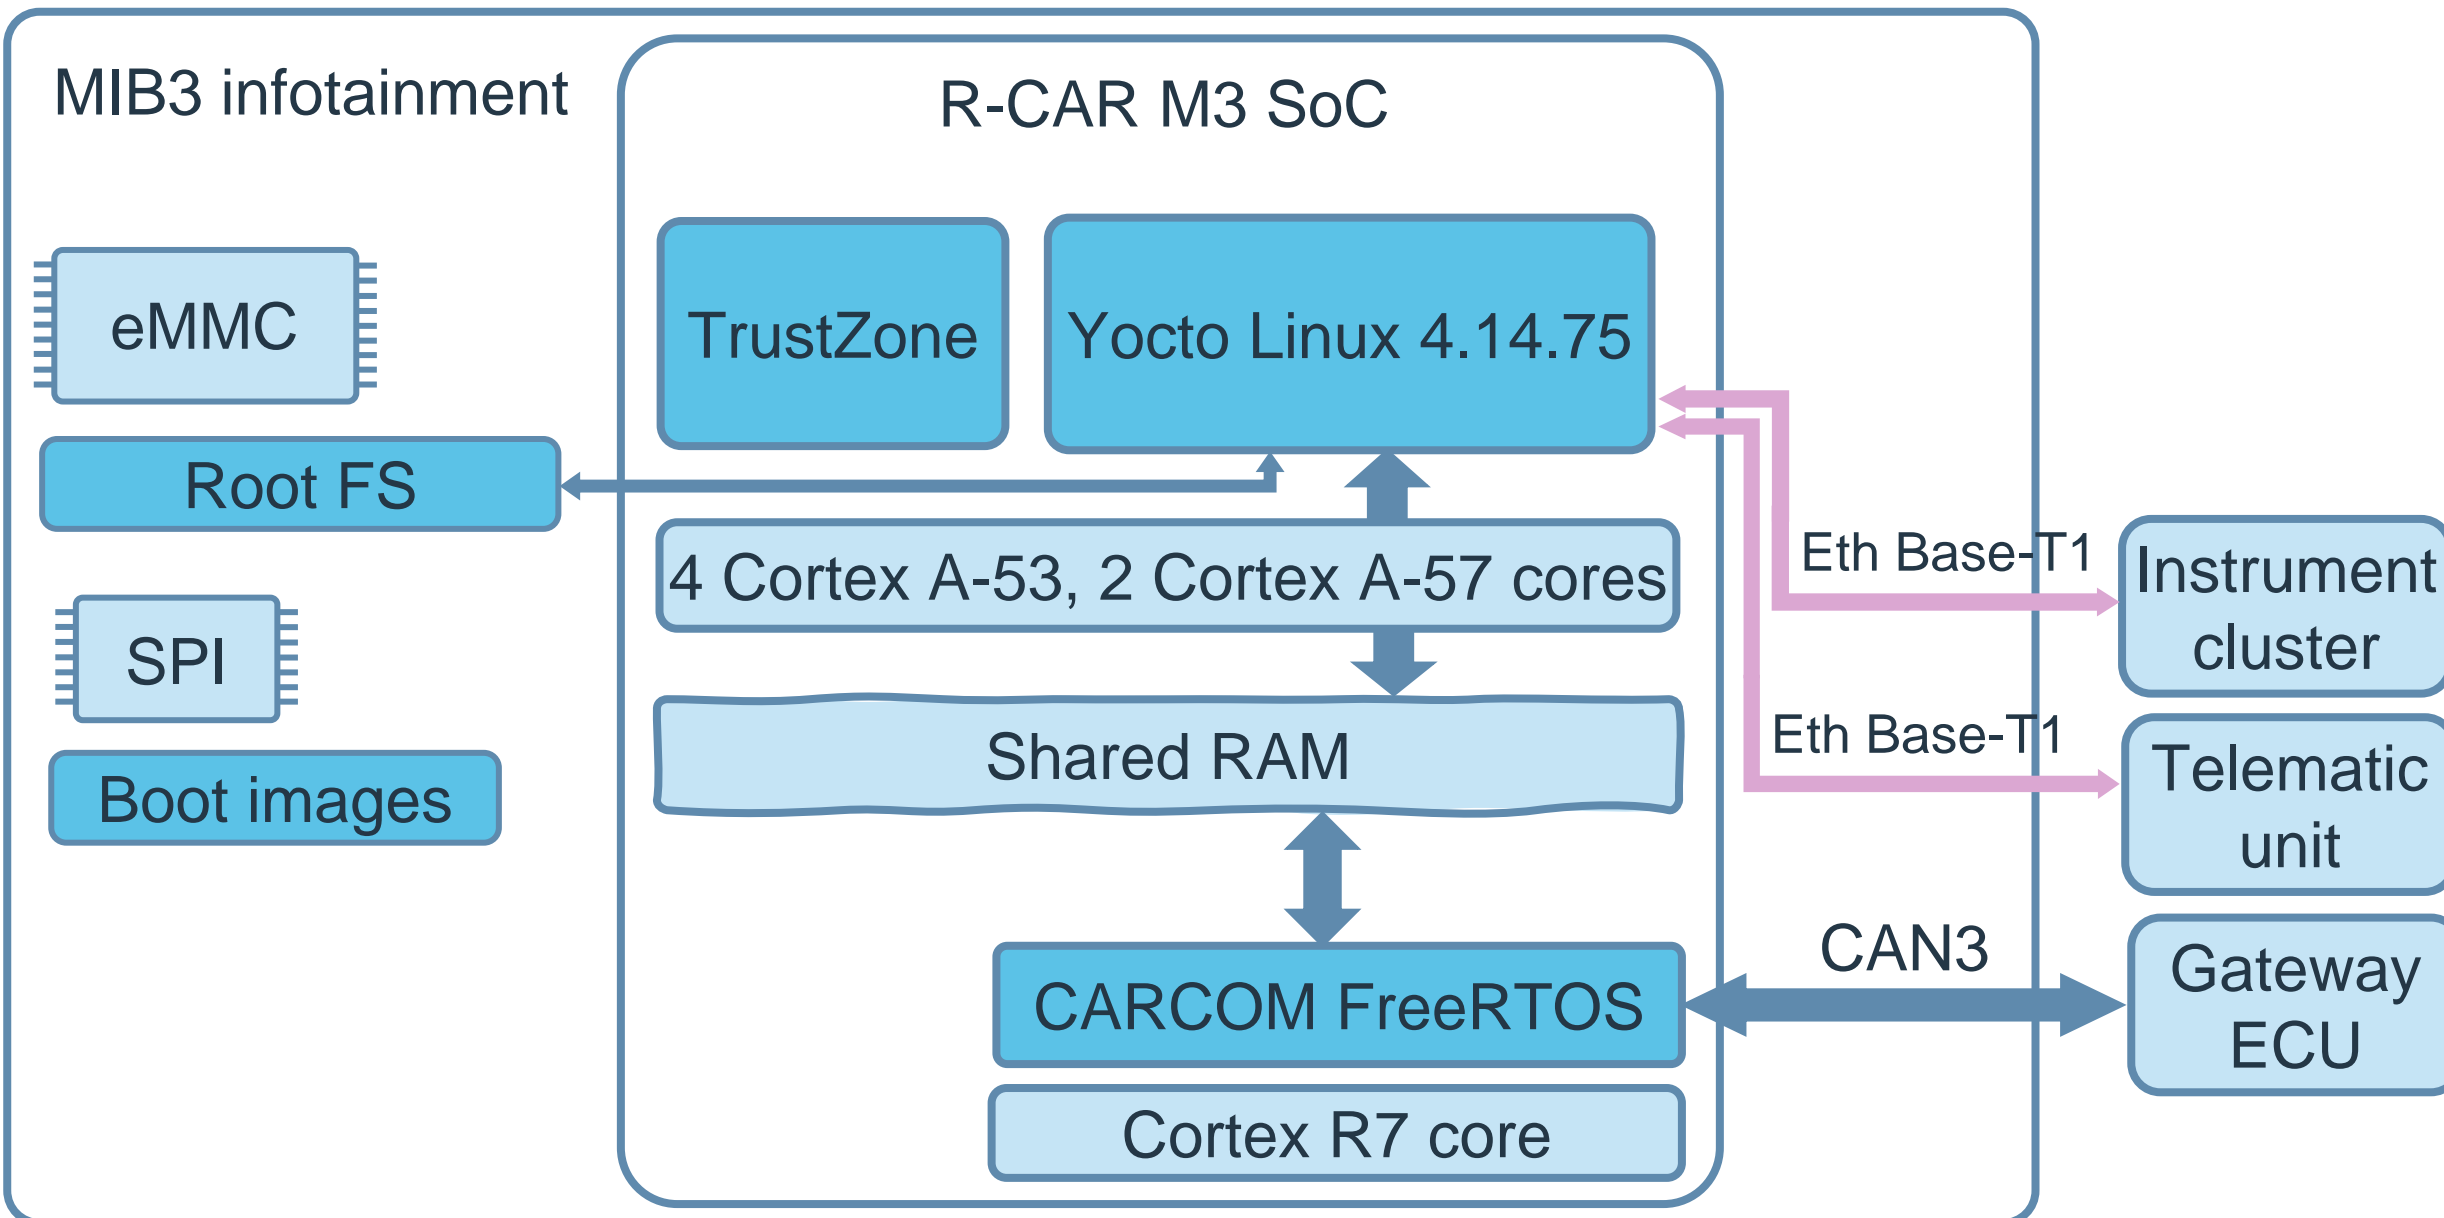 MIB3 infotainment
R-CAR M3 SoC
eMMC
TrustZone
Yocto Linux 4.14.75
Root FS
4 Cortex A-53, 2 Cortex A-57 cores
Eth Base-T1
Instrument
cluster
SPI
Shared RAM
Eth Base-T1
Telematic
unit
Boot images
CAN3
CARCOM FreeRTOS
Gateway
ECU
Cortex R7 core